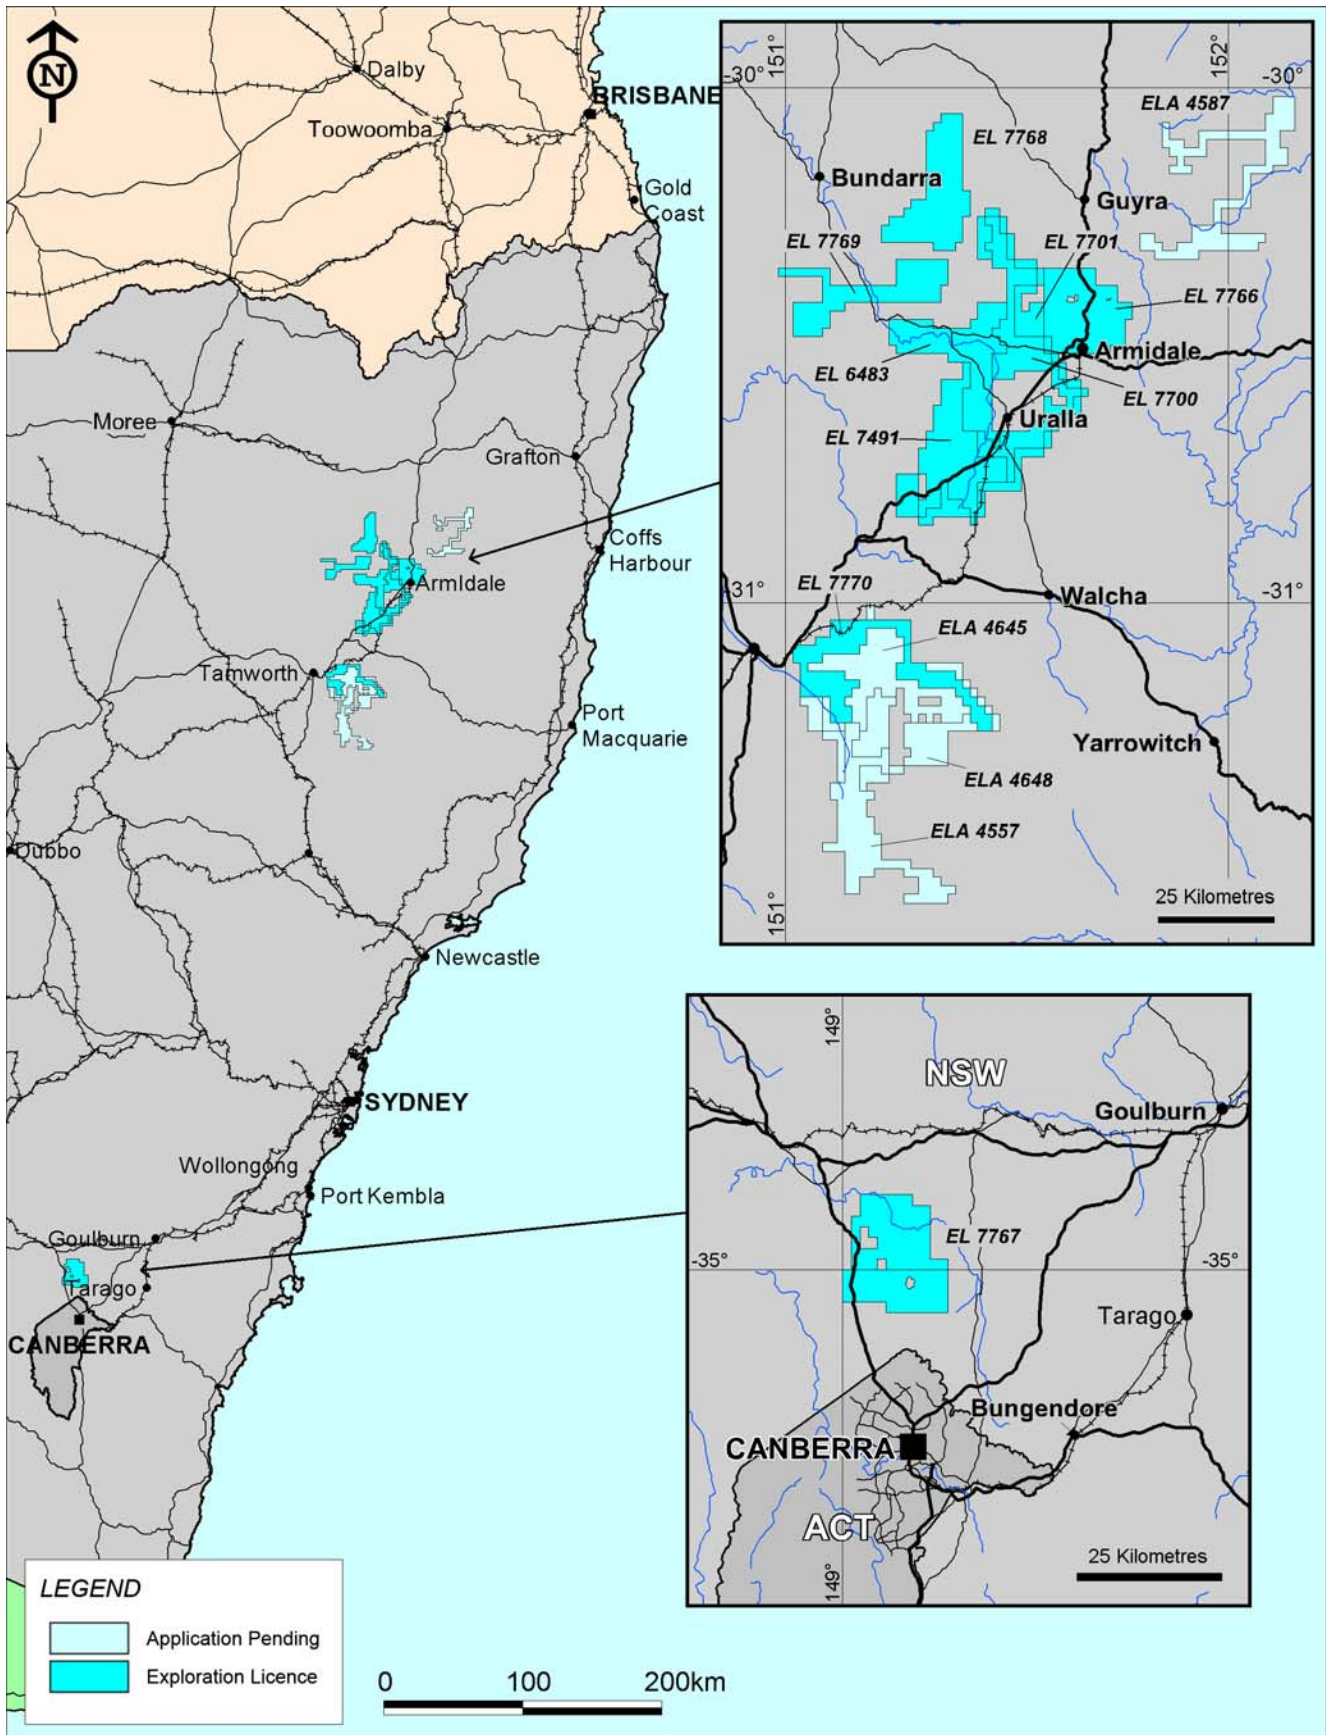 N
Dalby
BRISBANE
Toowoomba
Gold
Coast
Moree
Grafton
Coffs
Harbour
ArmIdale
Tamworth
Port
Macquarie
Dubbo
Newcastle
SYDNEY
Wollongong
Port Kembla
Goulburn
Tarago
CANBERRA
151°
152°
-30°
-30°
ELA 4587
EL 7768
Bundarra
Guyra
EL 7769
EL 7701
EL 7766
Armidale
EL 6483
EL 7700
Uralla
EL 7491
EL 7770
-31°
-31°
Walcha
ELA 4645
Yarrowitch
ELA 4648
ELA 4557
25 Kilometres
151°
149°
NSW
Goulburn
EL 7767
-35°
-35°
Tarago
Bungendore
CANBERRA
ACT
25 Kilometres
149°
LEGEND
Application Pending
Exploration Licence
0 100 200km